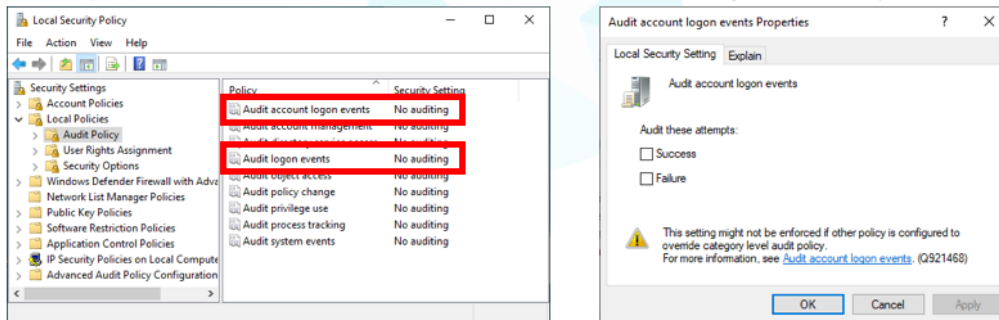 Local Security Policy
File Action View Help
Security Settings
Account Policies
Local Policies
Audit Policy
User Rights Assignment
Security Options
Windows Defender Firewall with Adva
Network List Manager Policies
Public Key Policies
Software Restriction Policies
Application Control Policies
IP Security Policies on Local Compute
Advanced Audit Policy Configuration
Policy Security Setting
Audit account logon events No auditing
Audit account management No auditing
Audit directory service access No auditing
Audit logon events No auditing
Audit object access No auditing
Audit policy change No auditing
Audit privilege use No auditing
Audit process tracking No auditing
Audit system events No auditing
Audit account logon events Properties
Local Security Setting Explain
Audit account logon events
Audit these attempts:
Success
Failure
This setting might not be enforced if other policy is configured to
override category level audit policy.
For more information, see Audit account logon events. (Q921468)
OK Cancel Apply